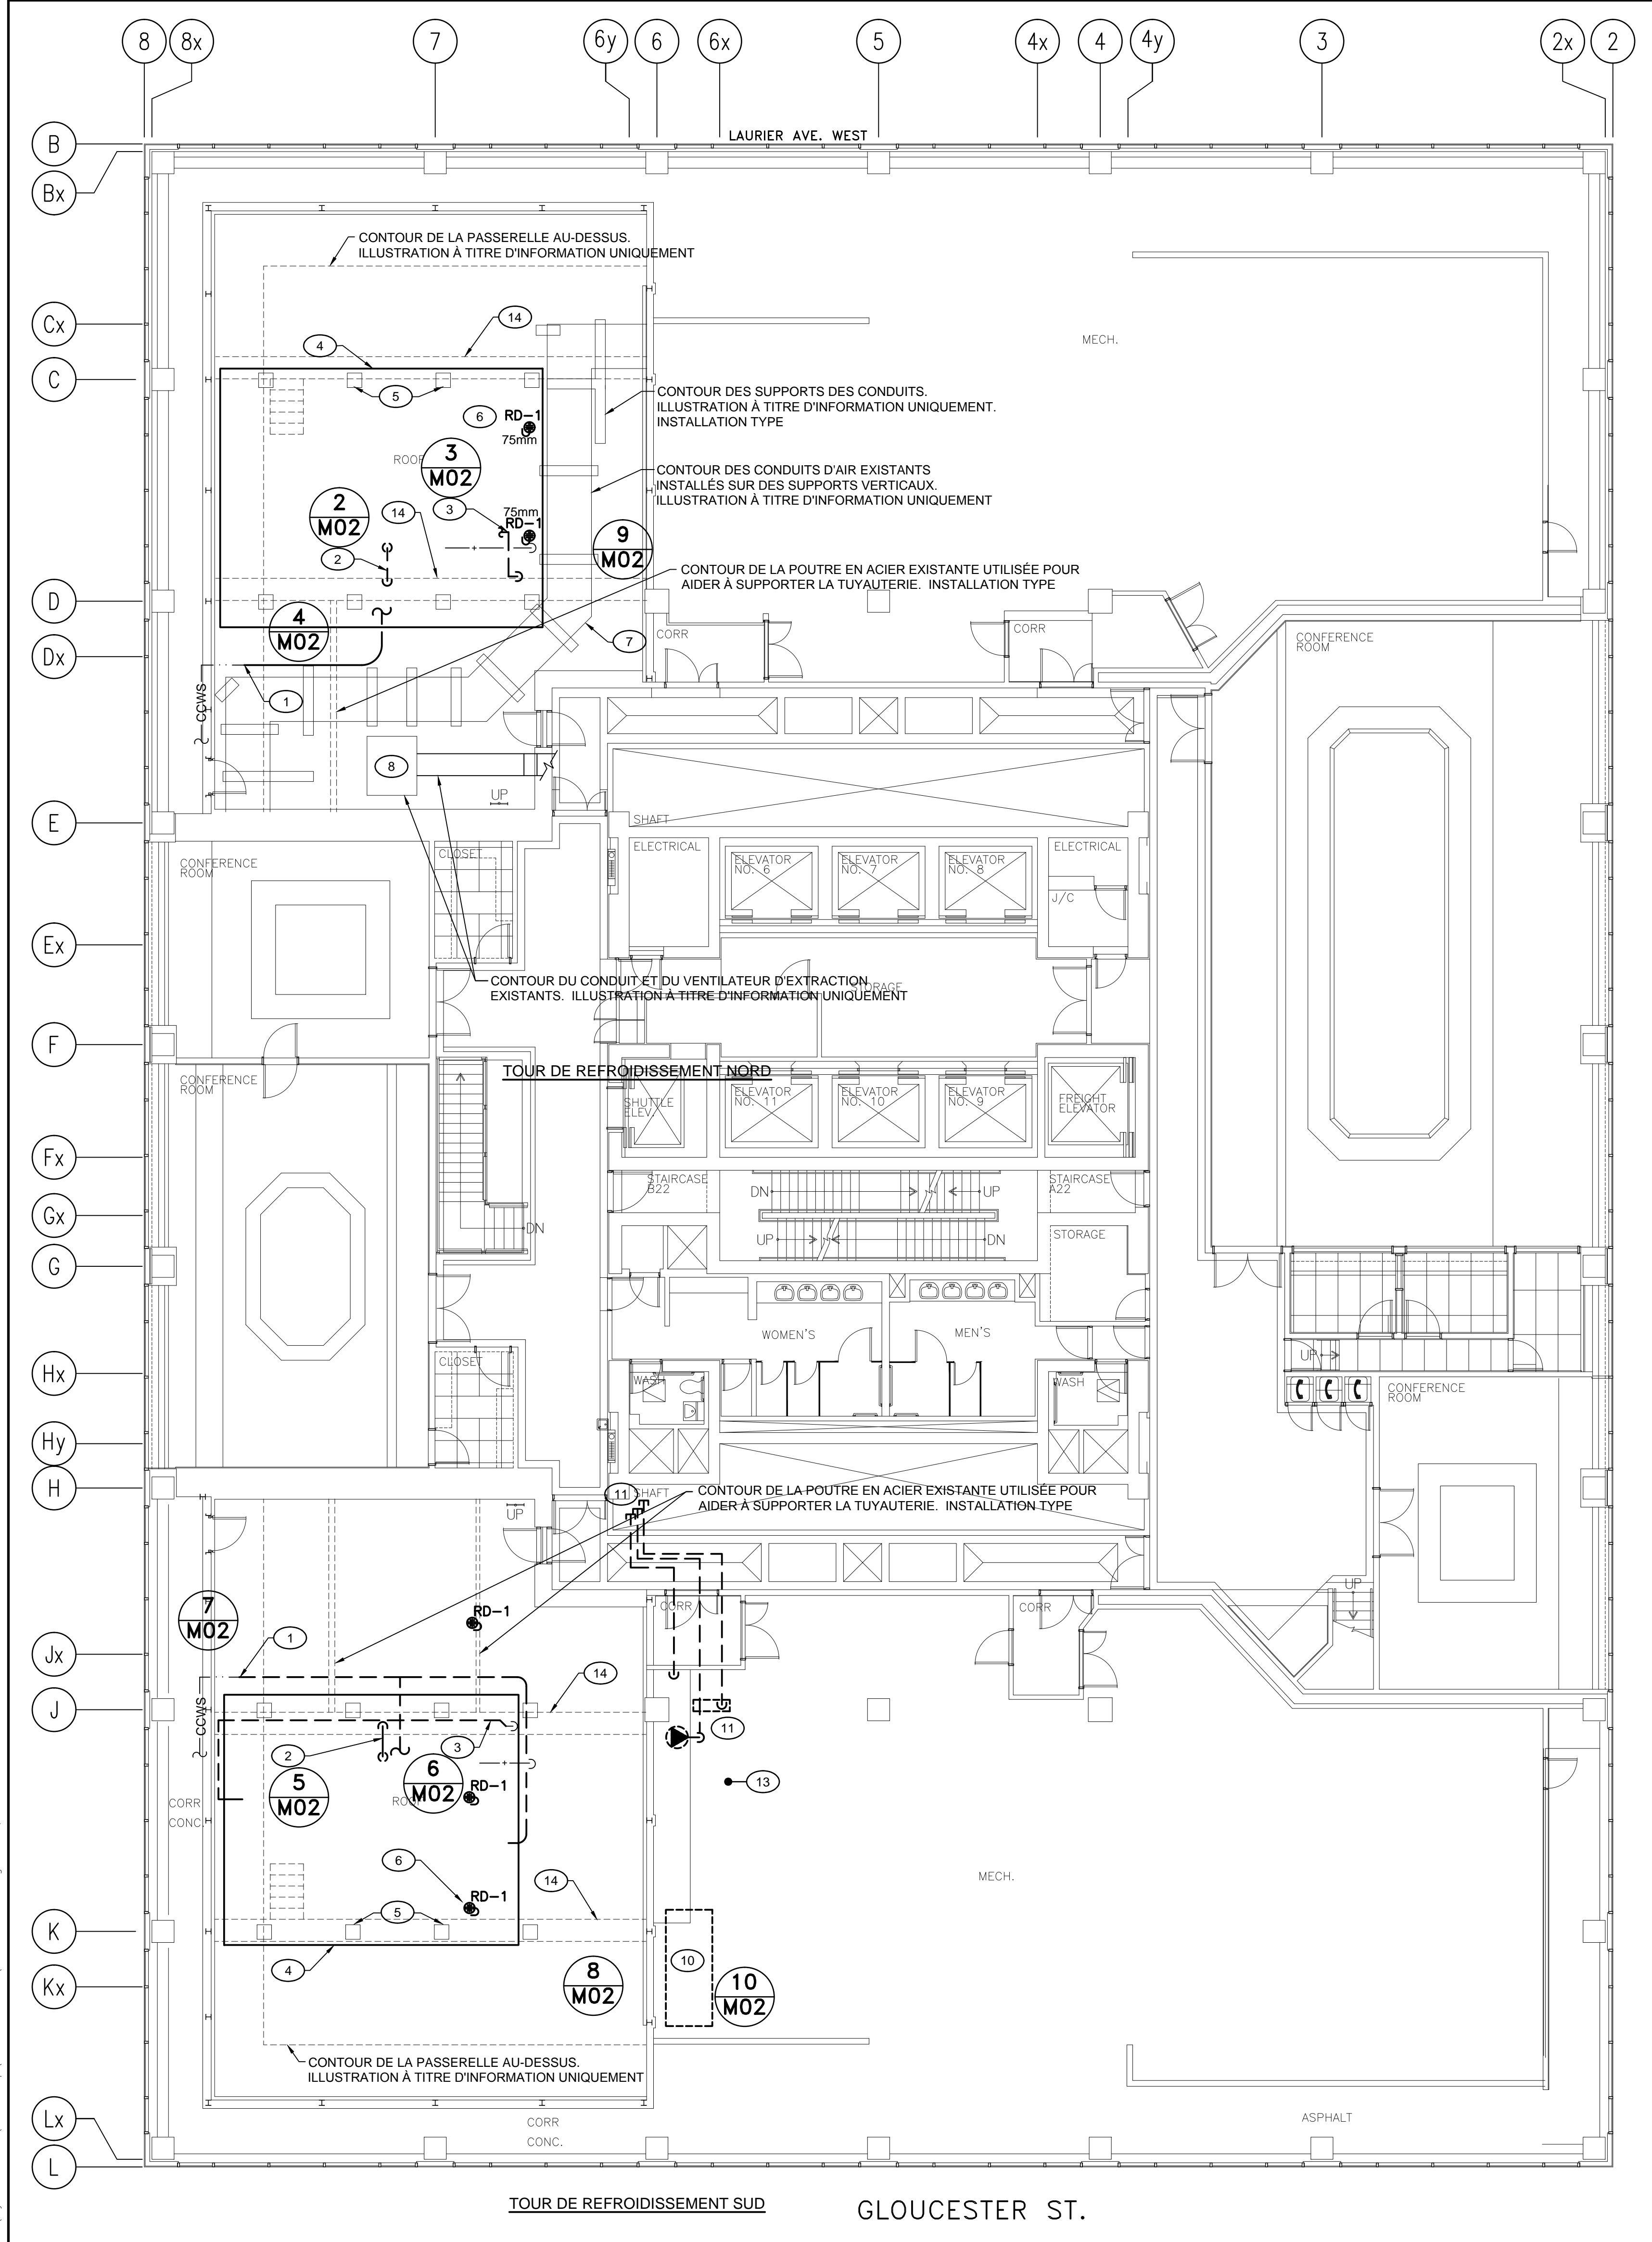 8
8x
7
6y
6
6x
5
4x
4
4y
3
2x
2
LAURIER AVE. WEST
B
Bx
Cx
C
D
Dx
E
Ex
F
Fx
Gx
G
Hx
Hy
H
Jx
J
K
Kx
Lx
L
CONTOUR DE LA PASSERELLE AU-DESSUS.
ILLUSTRATION À TITRE D'INFORMATION UNIQUEMENT
14
4
MECH.
5
6
RD-1
75mm
CONTOUR DES SUPPORTS DES CONDUITS.
ILLUSTRATION À TITRE D'INFORMATION UNIQUEMENT.
INSTALLATION TYPE
ROOF
3
M02
CONTOUR DES CONDUITS D'AIR EXISTANTS
INSTALLÉS SUR DES SUPPORTS VERTICAUX.
ILLUSTRATION À TITRE D'INFORMATION UNIQUEMENT
2
M02
14
3
75mm
RD-1
9
M02
2
CONTOUR DE LA POUTRE EN ACIER EXISTANTE UTILISÉE POUR
AIDER À SUPPORTER LA TUYAUTERIE. INSTALLATION TYPE
4
M02
7
CORR
CORR
CONFERENCE
ROOM
1
CCWS
8
UP
SHAFT
ELECTRICAL
ELEVATOR
NO. 6
ELEVATOR
NO. 7
ELEVATOR
NO. 8
ELECTRICAL
J/C
CLOSET
CONFERENCE
ROOM
CONTOUR DU CONDUIT ET DU VENTILATEUR D'EXTRACTION
EXISTANTS. ILLUSTRATION À TITRE D'INFORMATION UNIQUEMENT
STORAGE
TOUR DE REFROIDISSEMENT NORD
CONFERENCE
ROOM
SHUTTLE
ELEV.
ELEVATOR
NO. 11
ELEVATOR
NO. 10
ELEVATOR
NO. 9
FREIGHT
ELEVATOR
STAIRCASE
B22
DN
UP
STAIRCASE
A22
DN
UP
DN
STORAGE
WOMEN'S
MEN'S
UP
CLOSET
WASH
WASH
CONFERENCE
ROOM
11
SHAFT
CONTOUR DE LA POUTRE EN ACIER EXISTANTE UTILISÉE POUR
AIDER À SUPPORTER LA TUYAUTERIE. INSTALLATION TYPE
UP
UP
7
M02
RD-1
CORR
CORR
1
14
CCWS
11
2
3
13
5
M02
6
M02
RD-1
ROOF
CORR
CONC.
6
14
MECH.
RD-1
5
4
10
8
M02
10
M02
CONTOUR DE LA PASSERELLE AU-DESSUS.
ILLUSTRATION À TITRE D'INFORMATION UNIQUEMENT
CORR
CONC.
ASPHALT
TOUR DE REFROIDISSEMENT SUD
GLOUCESTER ST.